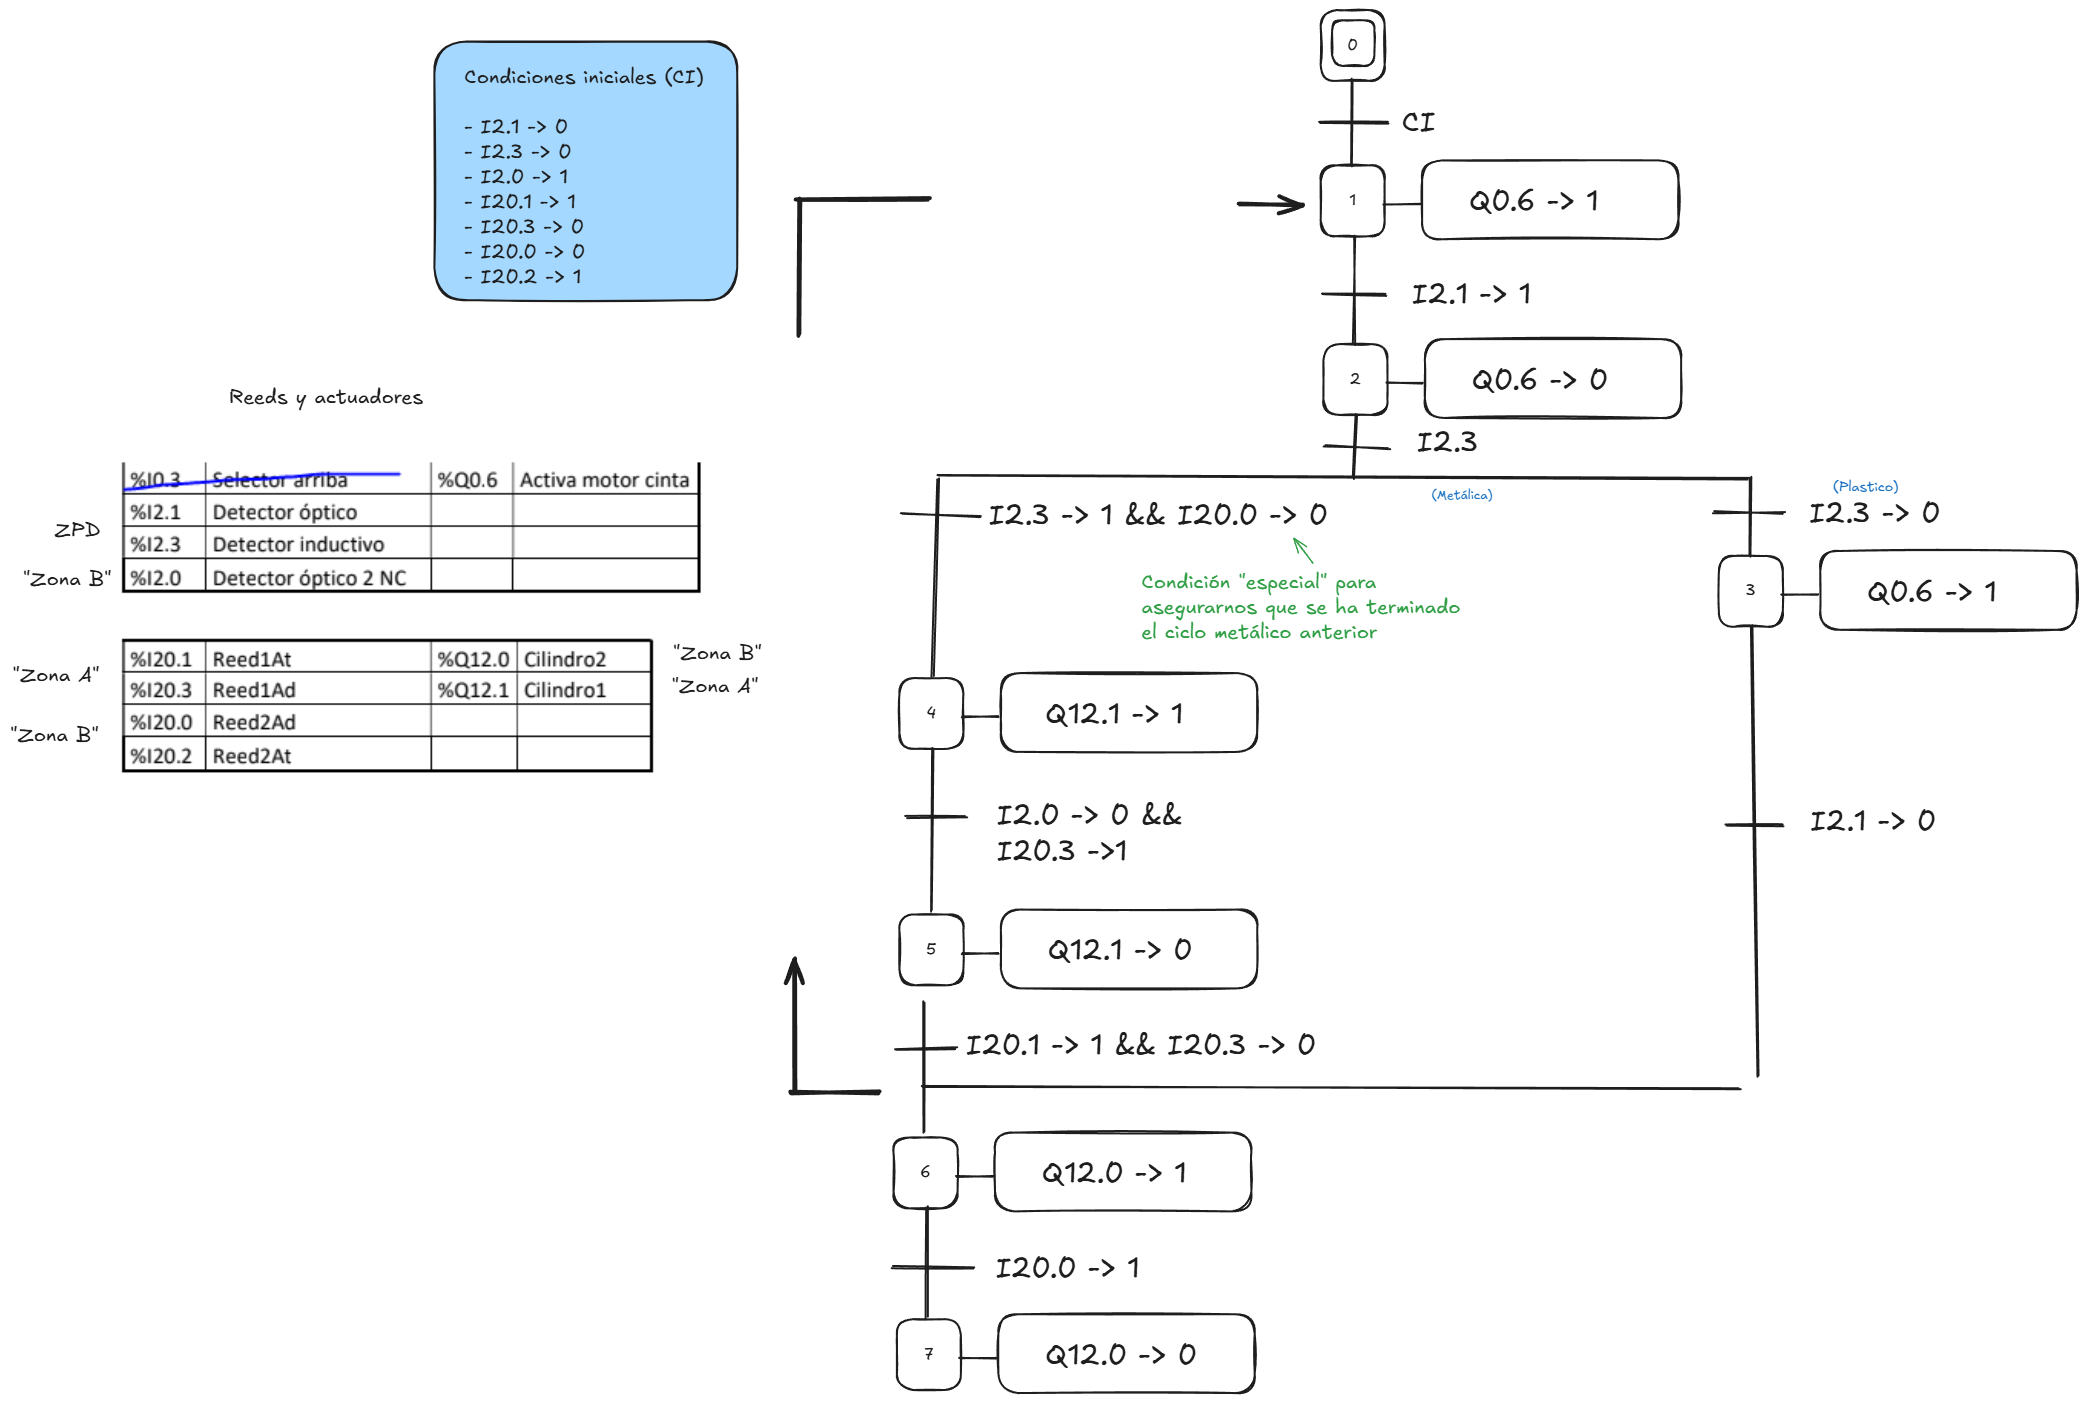 Condiciones iniciales (CI)
- I2.1 -> 0
- I2.3 -> 0
- I2.0 -> 1
- I20.1 -> 1
- I20.3 -> 0
- I20.0 -> 0
- I20.2 -> 1
Reeds y actuadores
%I0.3 Selector arriba %Q0.6 Activa motor cinta
%I2.1 Detector óptico
ZPD
%I2.3 Detector inductivo
"Zona B" %I2.0 Detector óptico 2 NC
%I20.1 Reed1At %Q12.0 Cilindro2 "Zona B"
"Zona A"
%I20.3 Reed1Ad %Q12.1 Cilindro1 "Zona A"
%I20.0 Reed2Ad
"Zona B"
%I20.2 Reed2At
0
CI
1
Q0.6 -> 1
I2.1 -> 1
2
Q0.6 -> 0
I2.3
(Metálica)
I2.3 -> 1 && I20.0 -> 0
Condición "especial" para
asegurarnos que se ha terminado
el ciclo metálico anterior
(Plastico)
I2.3 -> 0
3
Q0.6 -> 1
I2.1 -> 0
4
Q12.1 -> 1
I2.0 -> 0 &&
I20.3 ->1
5
Q12.1 -> 0
I20.1 -> 1 && I20.3 -> 0
6
Q12.0 -> 1
I20.0 -> 1
7
Q12.0 -> 0